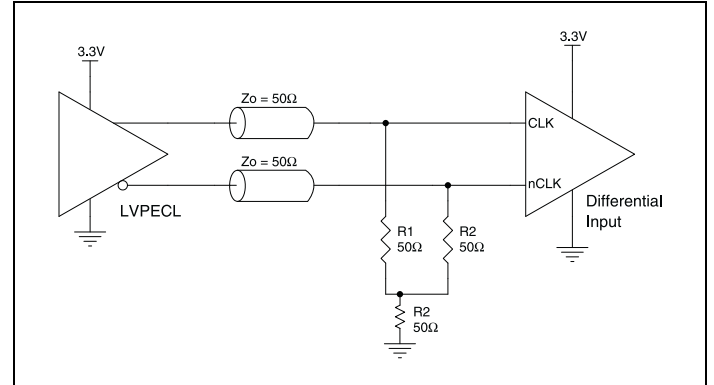 3.3V
3.3V
Zo = 50Ω
CLK
Zo = 50Ω
nCLK
LVPECL
Differential
Input
R1
50Ω
R2
50Ω
R2
50Ω